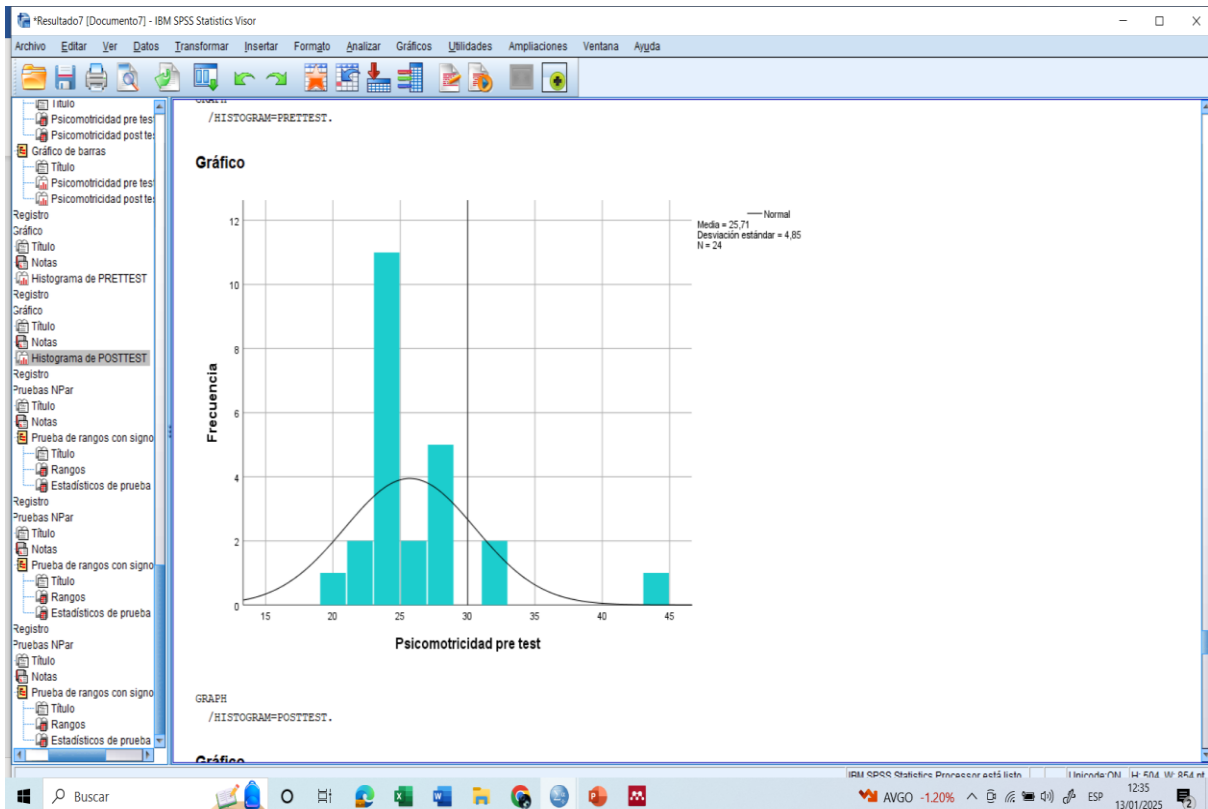 *Resultado7 [Documento7] - IBM SPSS Statistics Visor
Archivo Editar Ver Datos Transformar Insertar Formato Analizar Gráficos Utilidades Ampliaciones Ventana Ayuda
Título
Psicomotricidad pre tes
Psicomotricidad post te
Gráfico de barras
Título
Psicomotricidad pre tes
Psicomotricidad post te
Registro
Gráfico
Título
Notas
Histograma de PRETTEST
Registro
Gráfico
Título
Notas
Histograma de POSTTEST
Registro
Pruebas NPar
Título
Notas
Prueba de rangos con signo
Título
Rangos
Estadísticos de prueba
Registro
Pruebas NPar
Título
Notas
Prueba de rangos con signo
Título
Rangos
Estadísticos de prueba
Registro
Pruebas NPar
Título
Notas
Prueba de rangos con signo
Título
Rangos
Estadísticos de prueba
GRAPH
/HISTOGRAM=PRETTEST.
Gráfico
Normal
Media = 25,71
Desviación estándar = 4,85
N = 24
12
10
8
6
4
2
0
Frecuencia
15 20 25 30 35 40 45
Psicomotricidad pre test
GRAPH
/HISTOGRAM=POSTTEST.
Gráfico
IBM SPSS Statistics Processor está listo Unicode:ON H: 504, W: 854 pt
Buscar
AVGO -1.20% ESP 12:35
13/01/2025